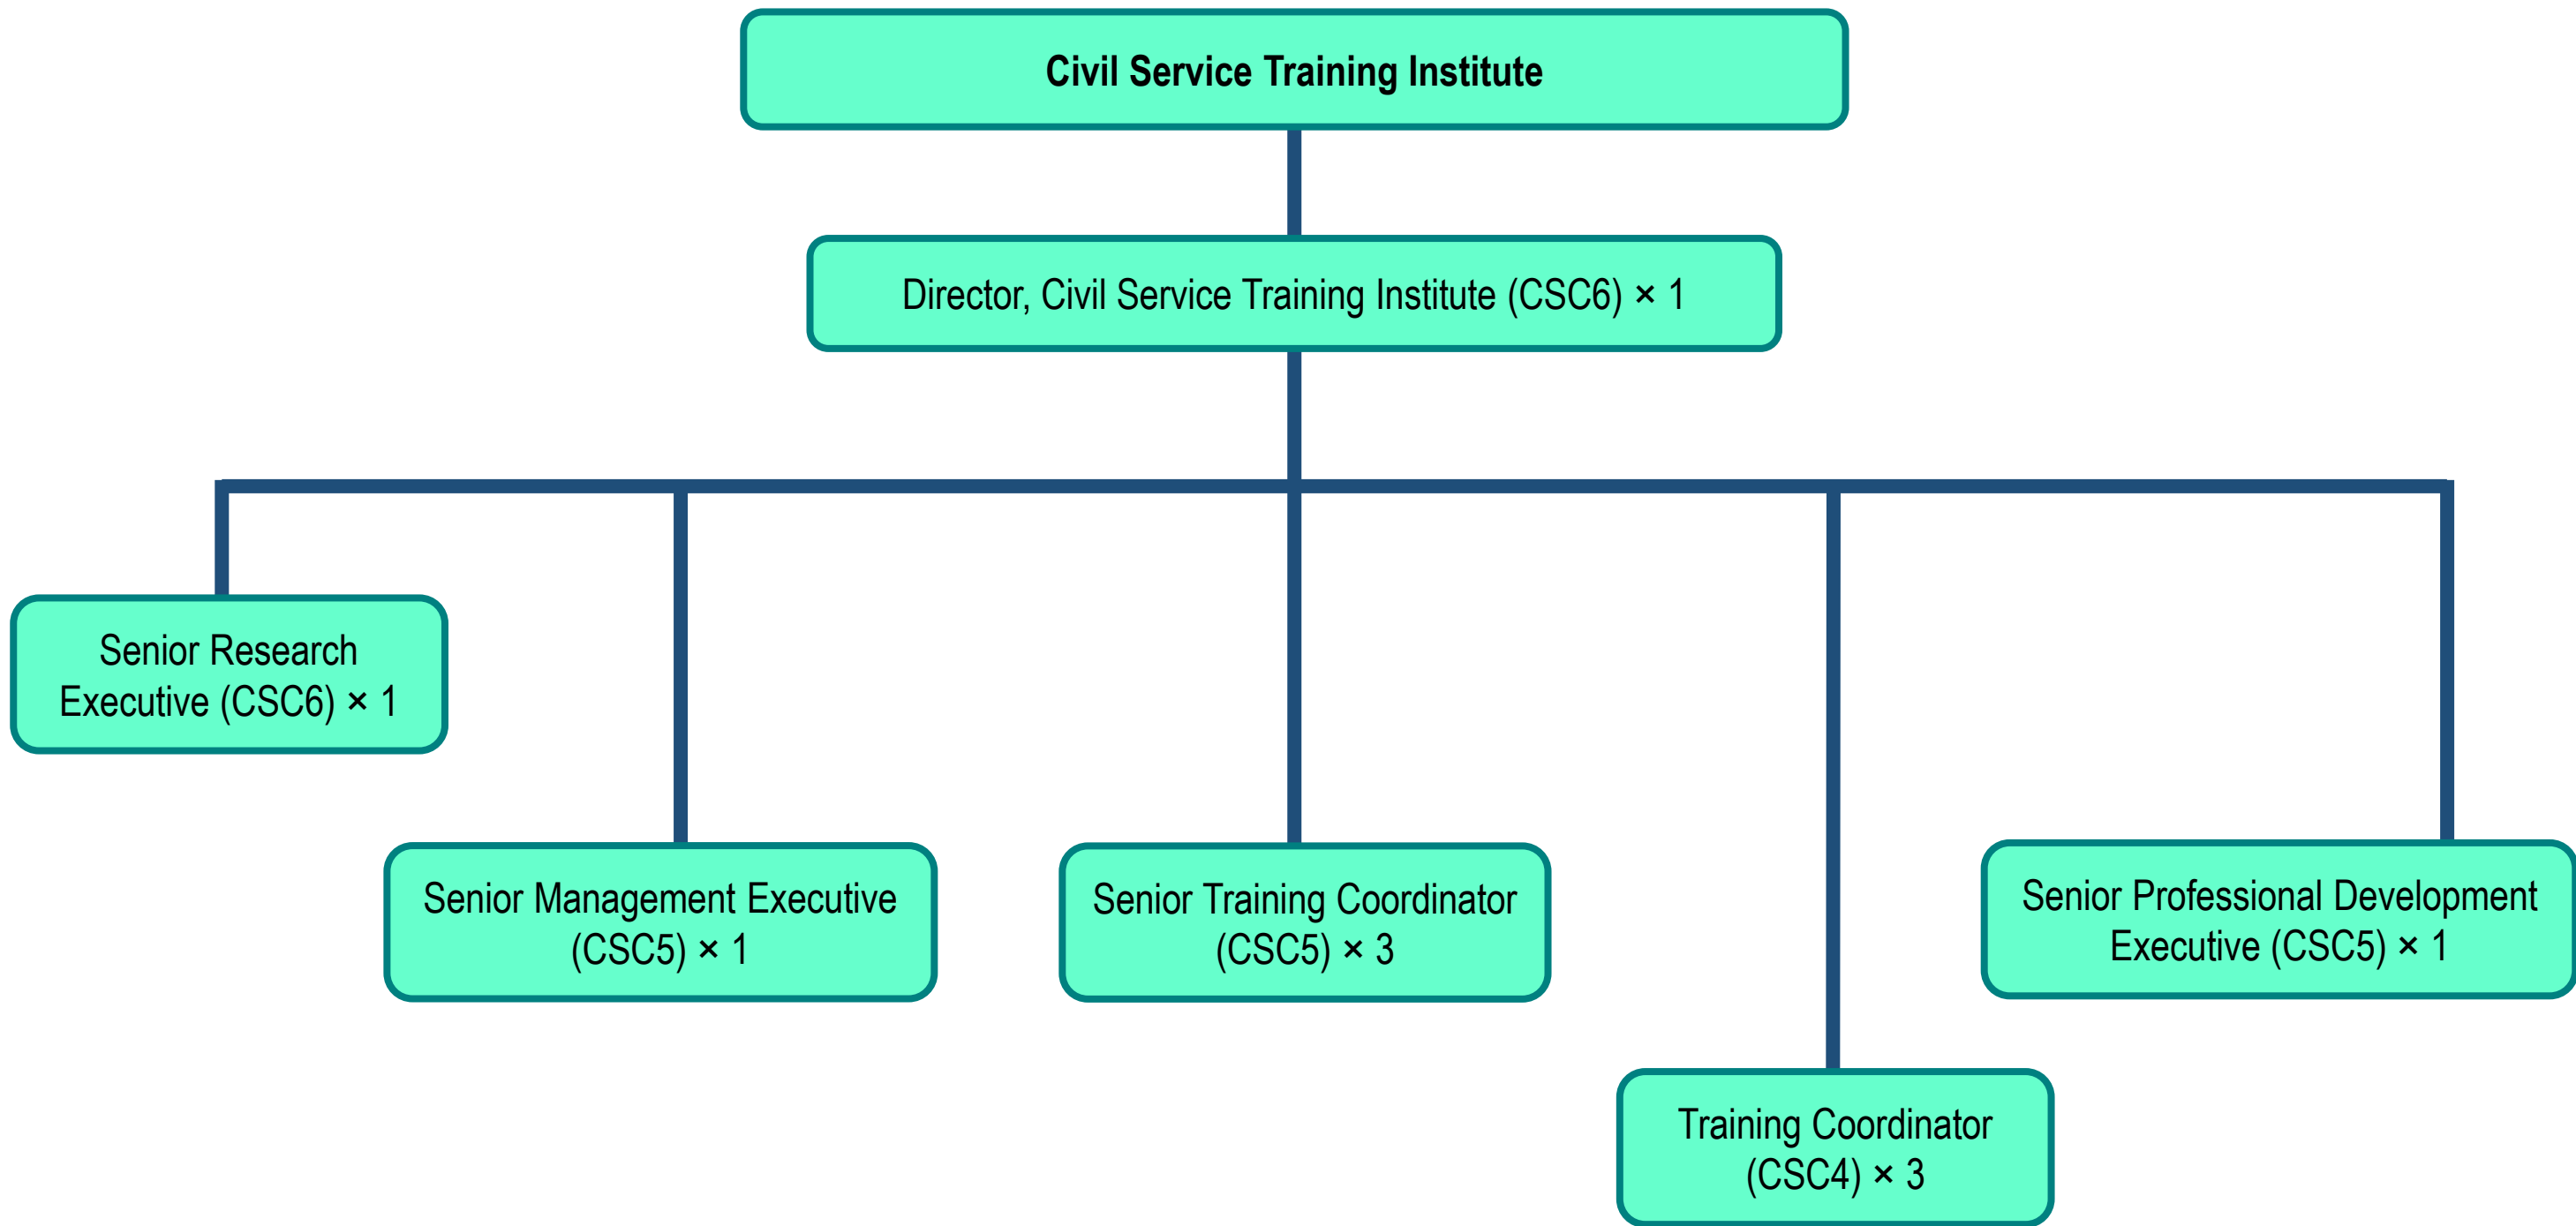 Civil Service Training Institute
Director, Civil Service Training Institute (CSC6) × 1
Senior Research
Executive (CSC6) × 1
Senior Management Executive
(CSC5) × 1
Senior Training Coordinator
(CSC5) × 3
Training Coordinator
(CSC4) × 3
Senior Professional Development
Executive (CSC5) × 1